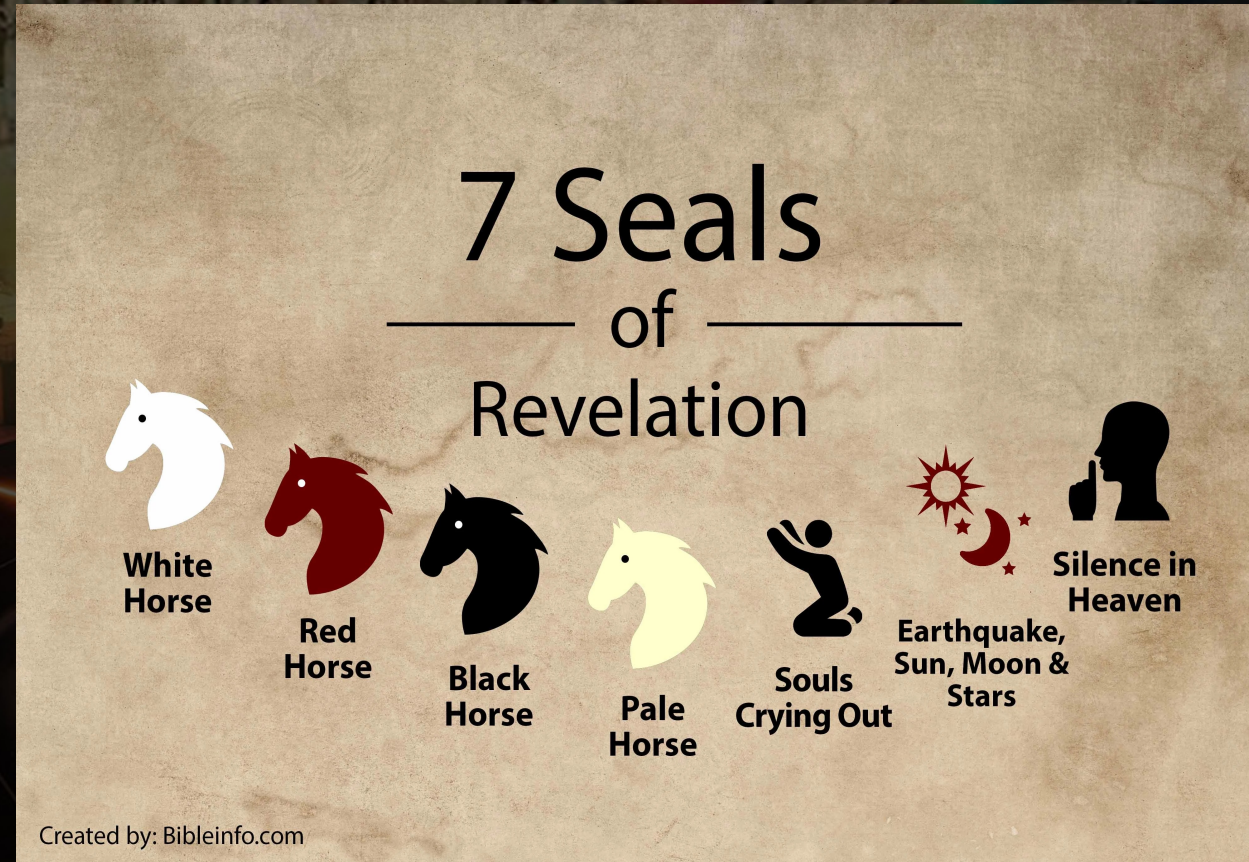 7 Seals
of
Revelation
White
Horse
Red
Horse
Black
Horse
Pale
Horse
Souls
Crying Out
Earthquake,
Sun, Moon &
Stars
Silence in
Heaven
Created by: Bibleinfo.com